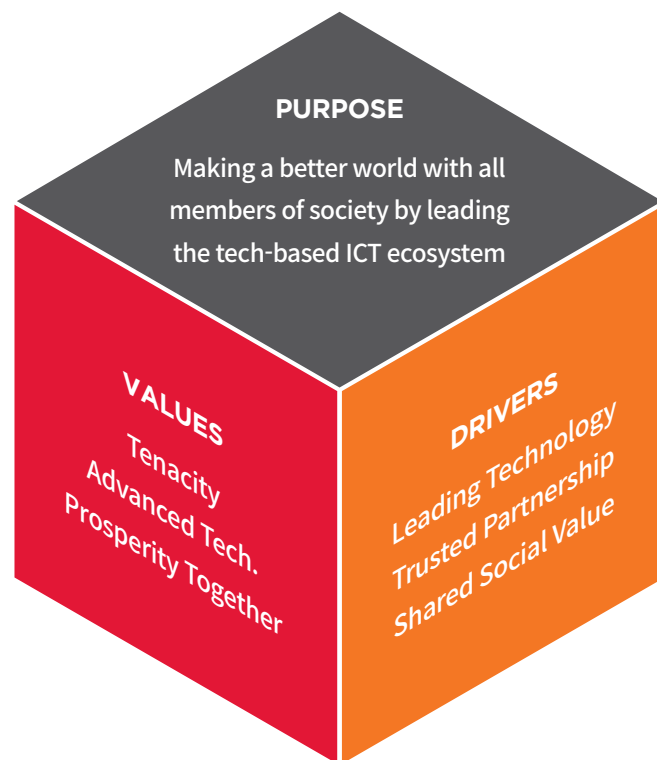 PURPOSE
Making a better world with all
members of society by leading
the tech-based ICT ecosystem
VALUES
Tenacity
Advanced Tech.
Prosperity Together
DRIVERS
Leading Technology
Trusted Partnership
Shared Social Value